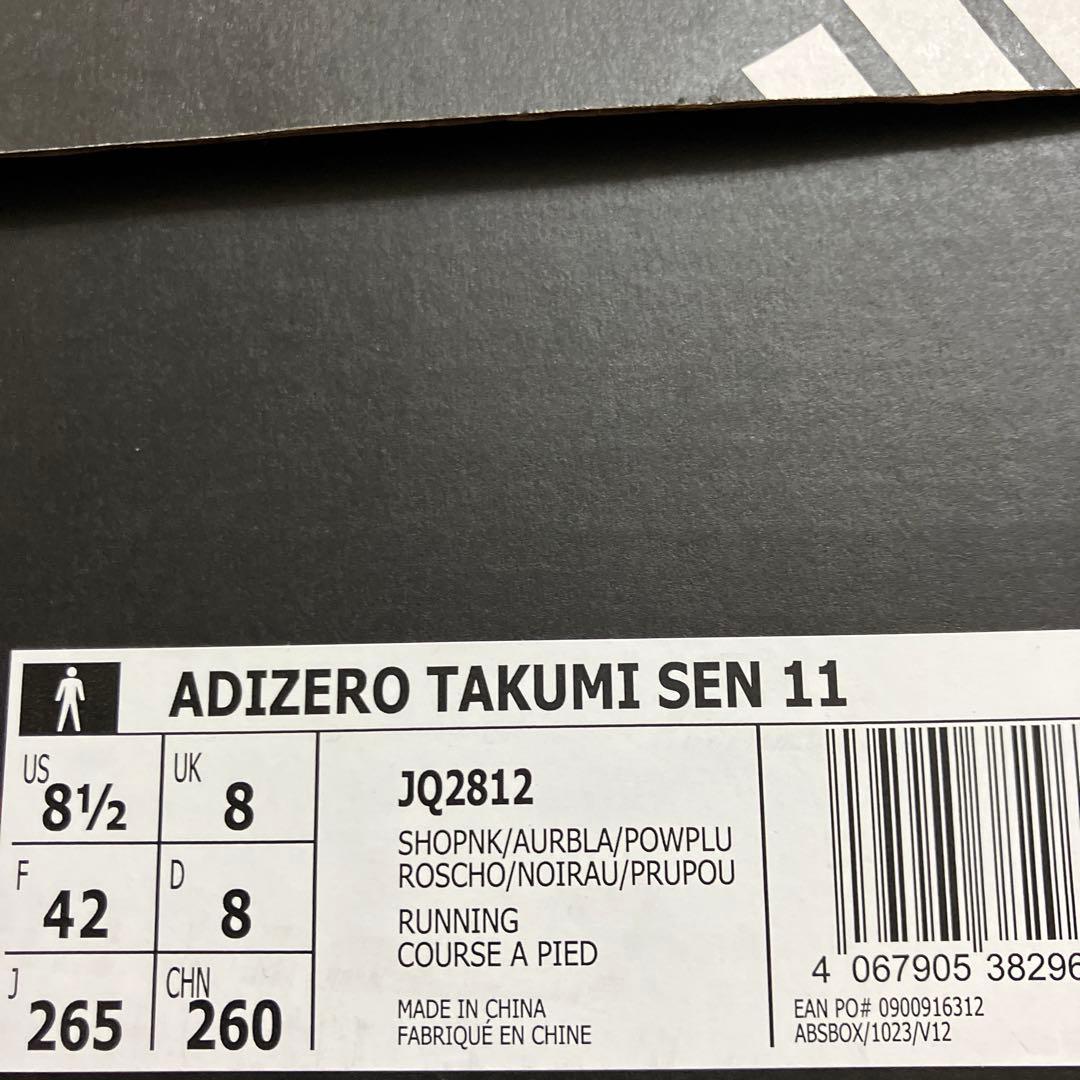 ADIZERO TAKUMI SEN 11
US 8½
UK 8
F 42
D 8
J 265
CHN 260
JQ2812
SHOPNK/AURBLA/POWPLU
ROSCHO/NOIRAU/PRUPOU
RUNNING
COURSE A PIED
MADE IN CHINA
FABRIQUÉ EN CHINE
4 067905 38296
EAN PO# 0900916312
ABSBOX/1023/V12